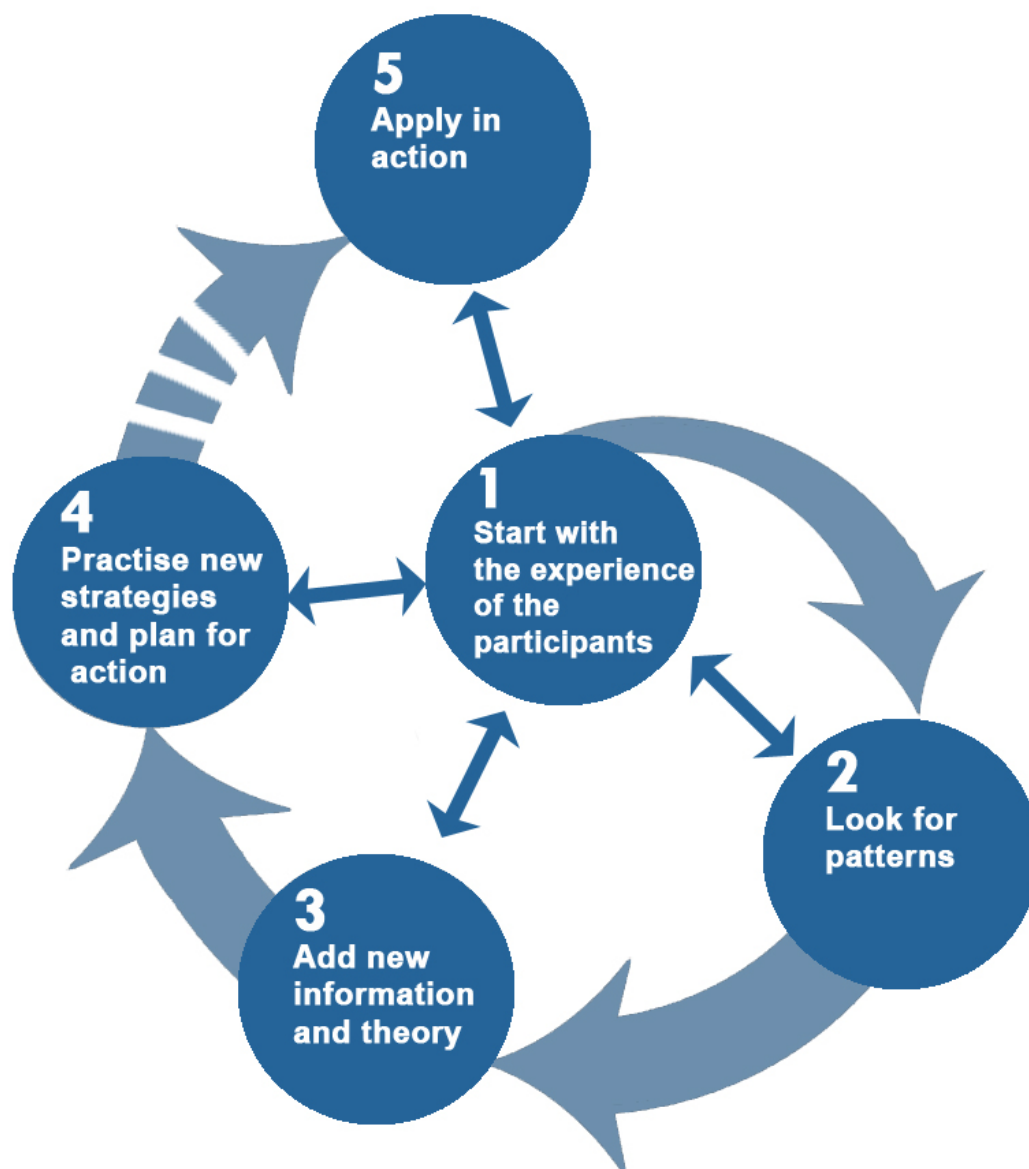 1
Start with
the experience
of the
participants
2
Look for
patterns
3
Add new
information
and theory
4
Practise new
strategies
and plan for
action
5
Apply in
action